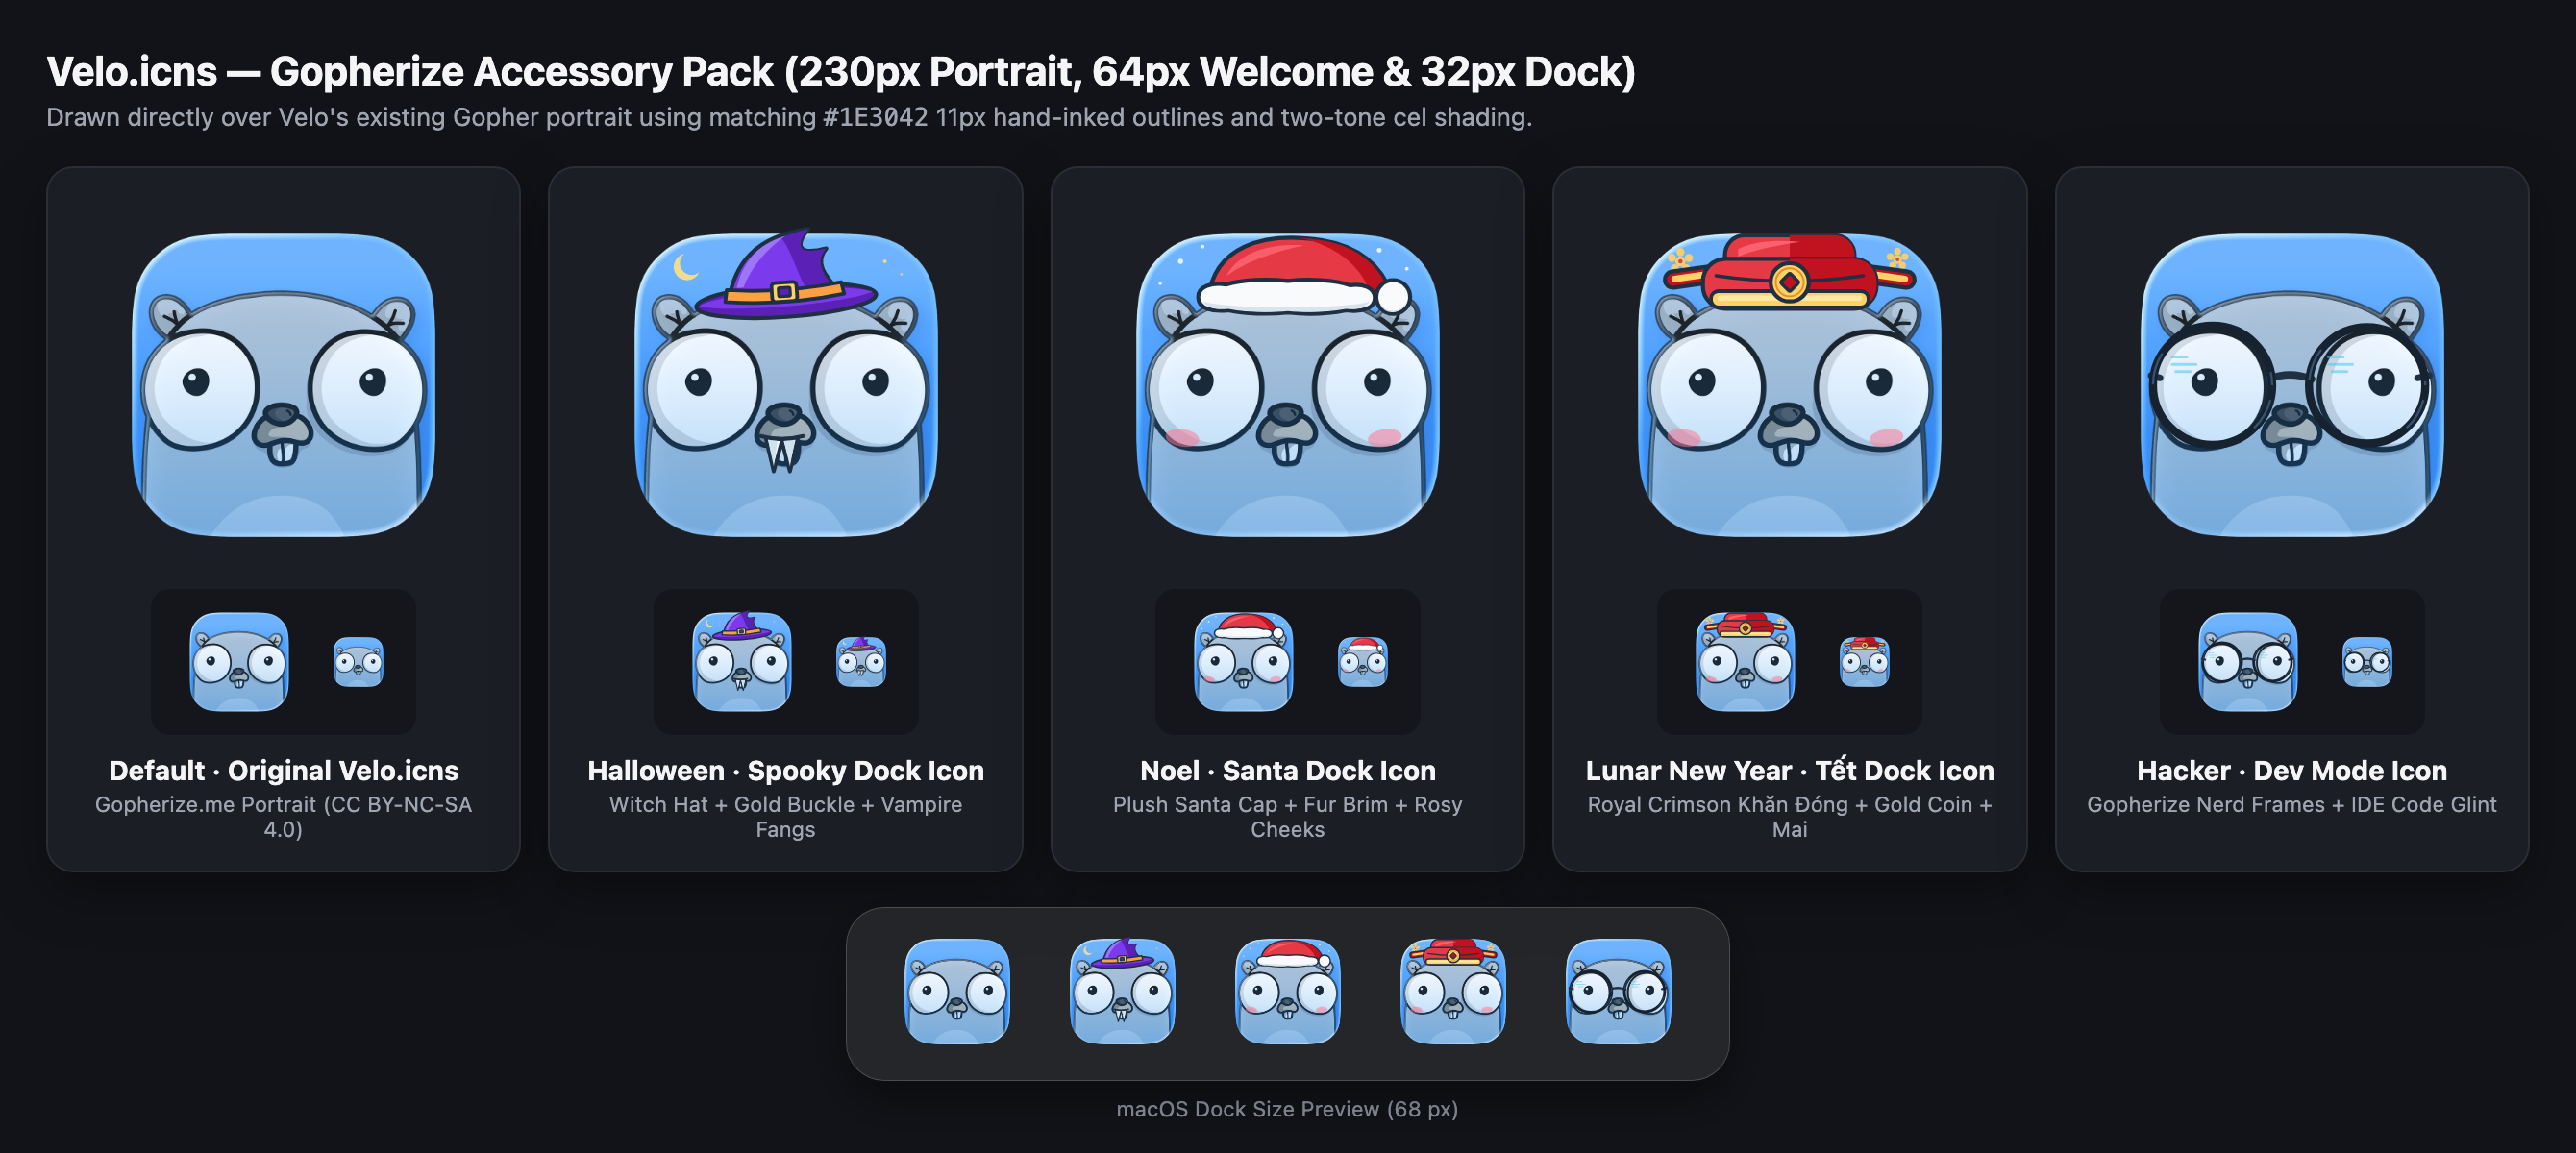 Velo.icns — Gopherize Accessory Pack (230px Portrait, 64px Welcome & 32px Dock)
Drawn directly over Velo's existing Gopher portrait using matching #1E3042 11px hand-inked outlines and two-tone cel shading.
Default · Original Velo.icns
Gopherize.me Portrait (CC BY-NC-SA
4.0)
Halloween · Spooky Dock Icon
Witch Hat + Gold Buckle + Vampire
Fangs
Noel · Santa Dock Icon
Plush Santa Cap + Fur Brim + Rosy
Cheeks
Lunar New Year · Tết Dock Icon
Royal Crimson Khăn Đóng + Gold Coin +
Mai
Hacker · Dev Mode Icon
Gopherize Nerd Frames + IDE Code Glint
macOS Dock Size Preview (68 px)